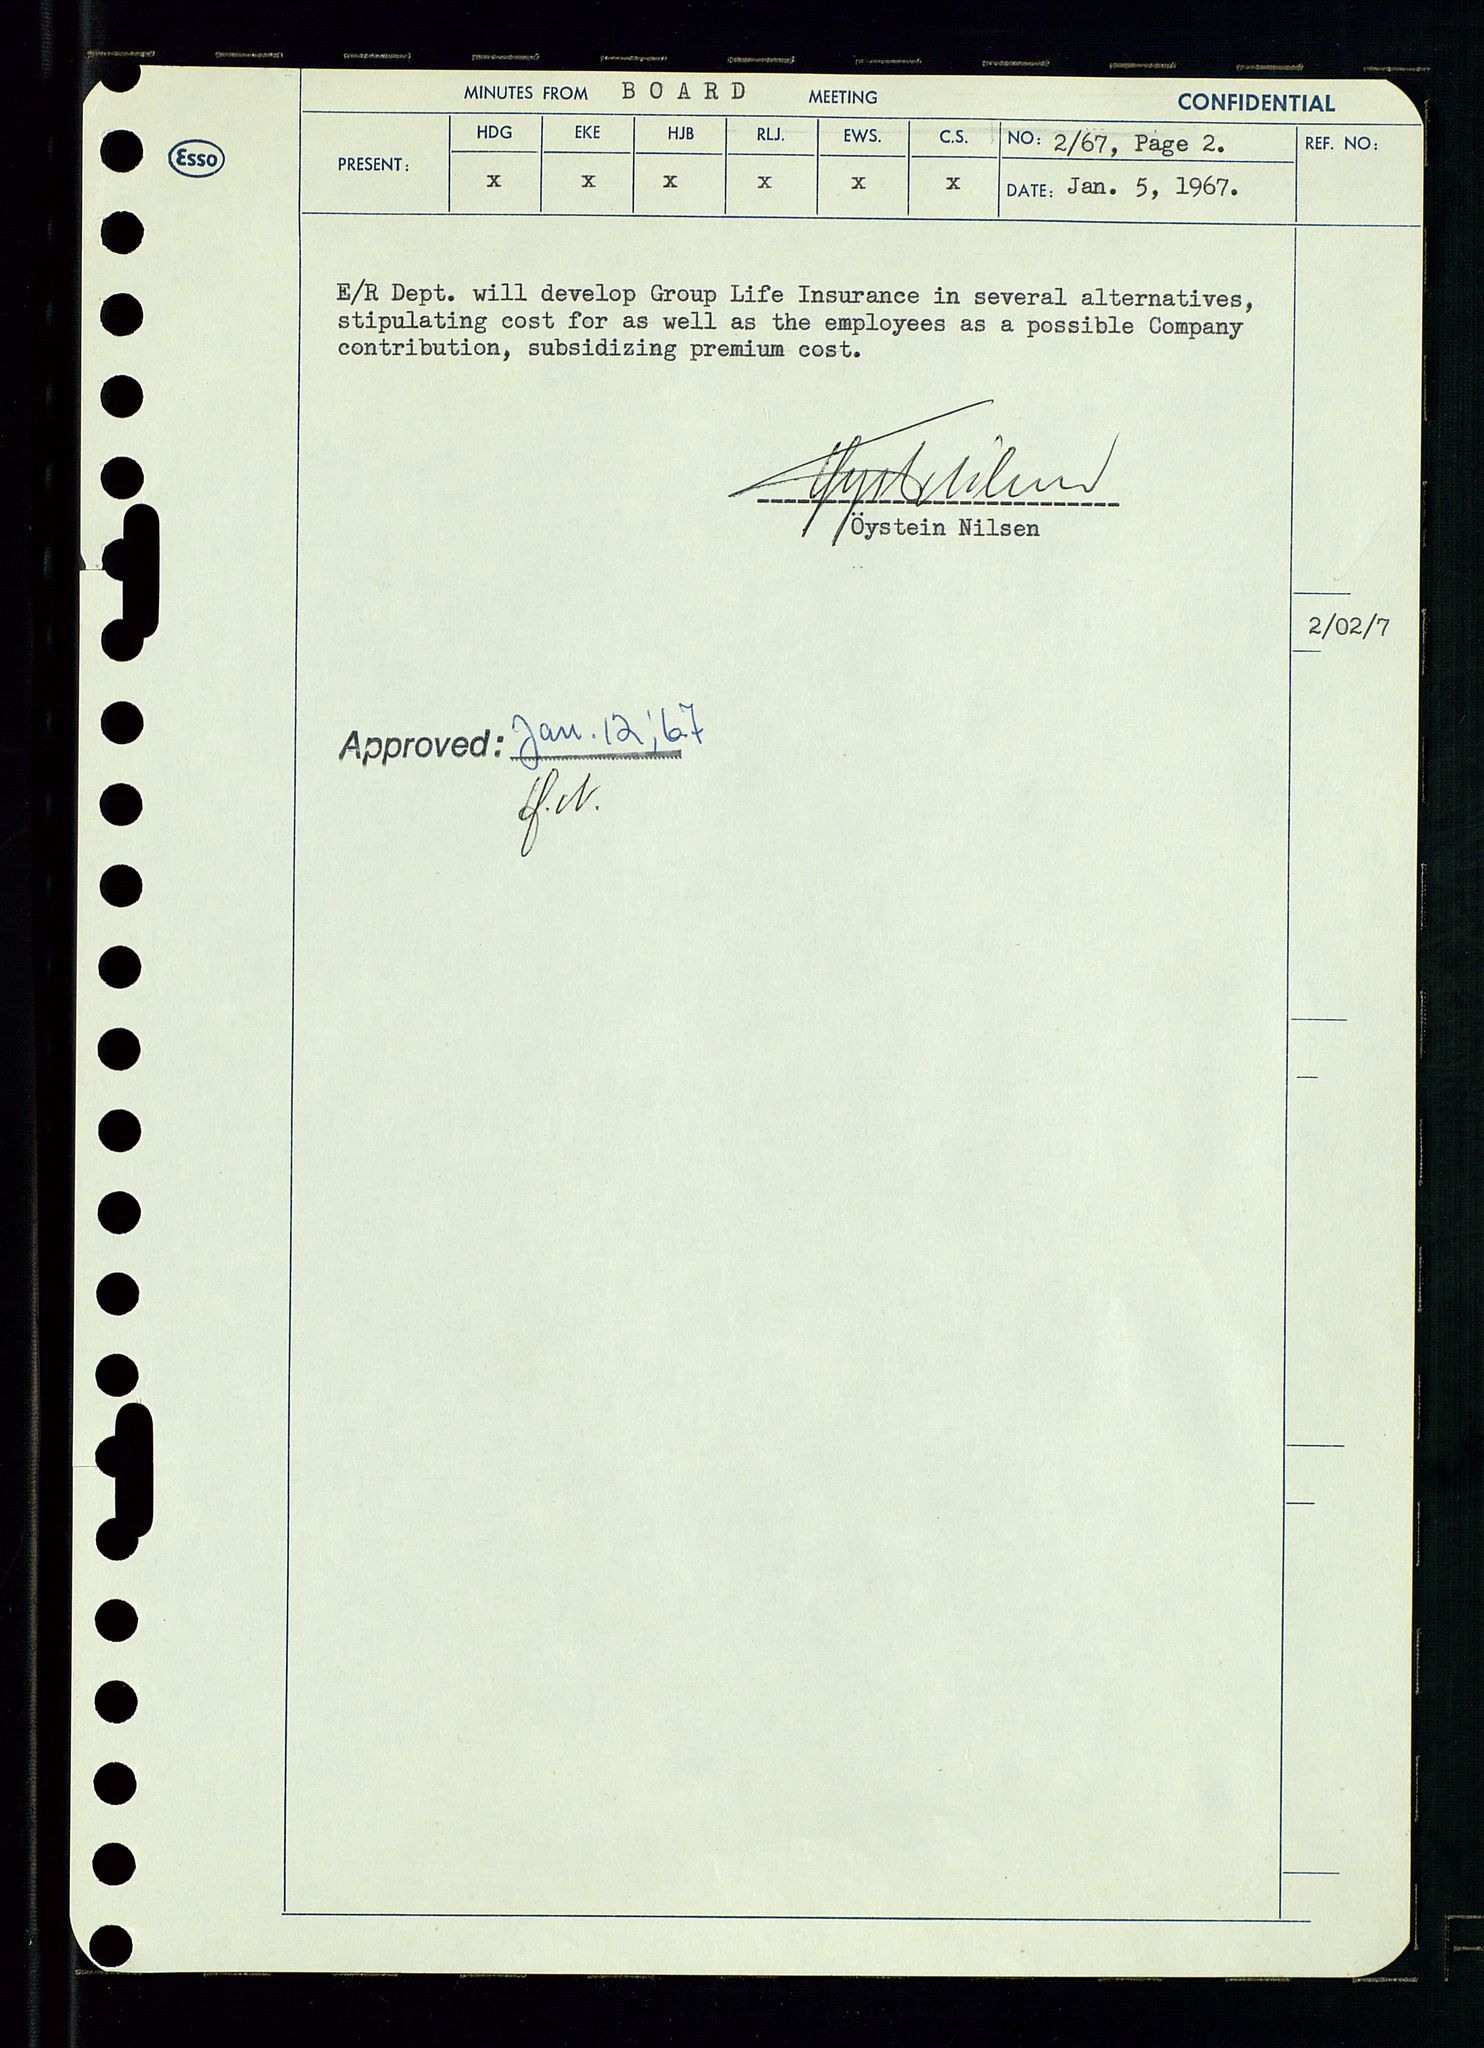 MINUTES FROM BOARD MEETING CONFIDENTIAL
Esso
PRESENT: HDG EKE HJB RLJ. EWS. C.S. NO: 2/67, Page 2. REF. NO:
x x x x x x DATE: Jan. 5, 1967.
E/R Dept. will develop Group Life Insurance in several alternatives,
stipulating cost for as well as the employees as a possible Company
contribution, subsidizing premium cost.
Öystein Nilsen
2/02/7
Approved: Jan. 12, '67